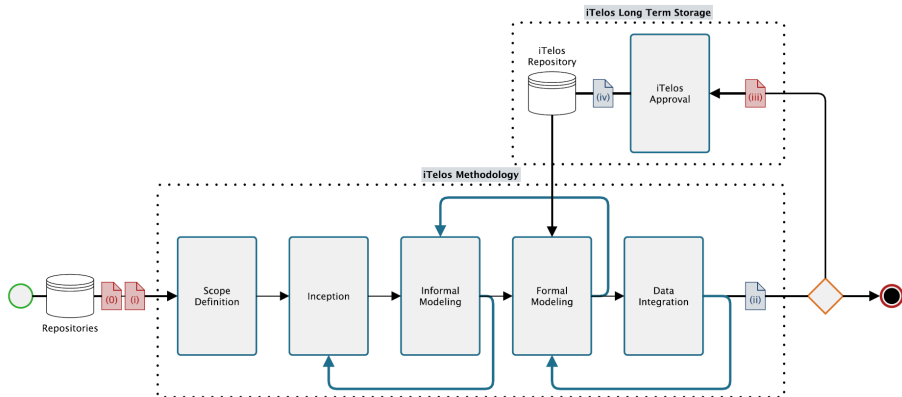 iTelos Long Term Storage
iTelos
Repository
(iv)
iTelos
Approval
(iii)
iTelos Methodology
Scope
Definition
Inception
Informal
Modeling
Formal
Modeling
Data
Integration
(0)
(i)
(ii)
Repositories